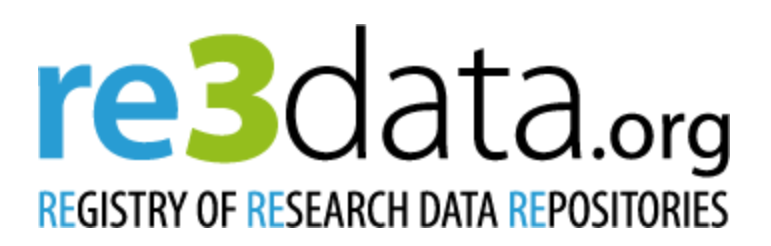 re3data.org
REGISTRY OF RESEARCH DATA REPOSITORIES